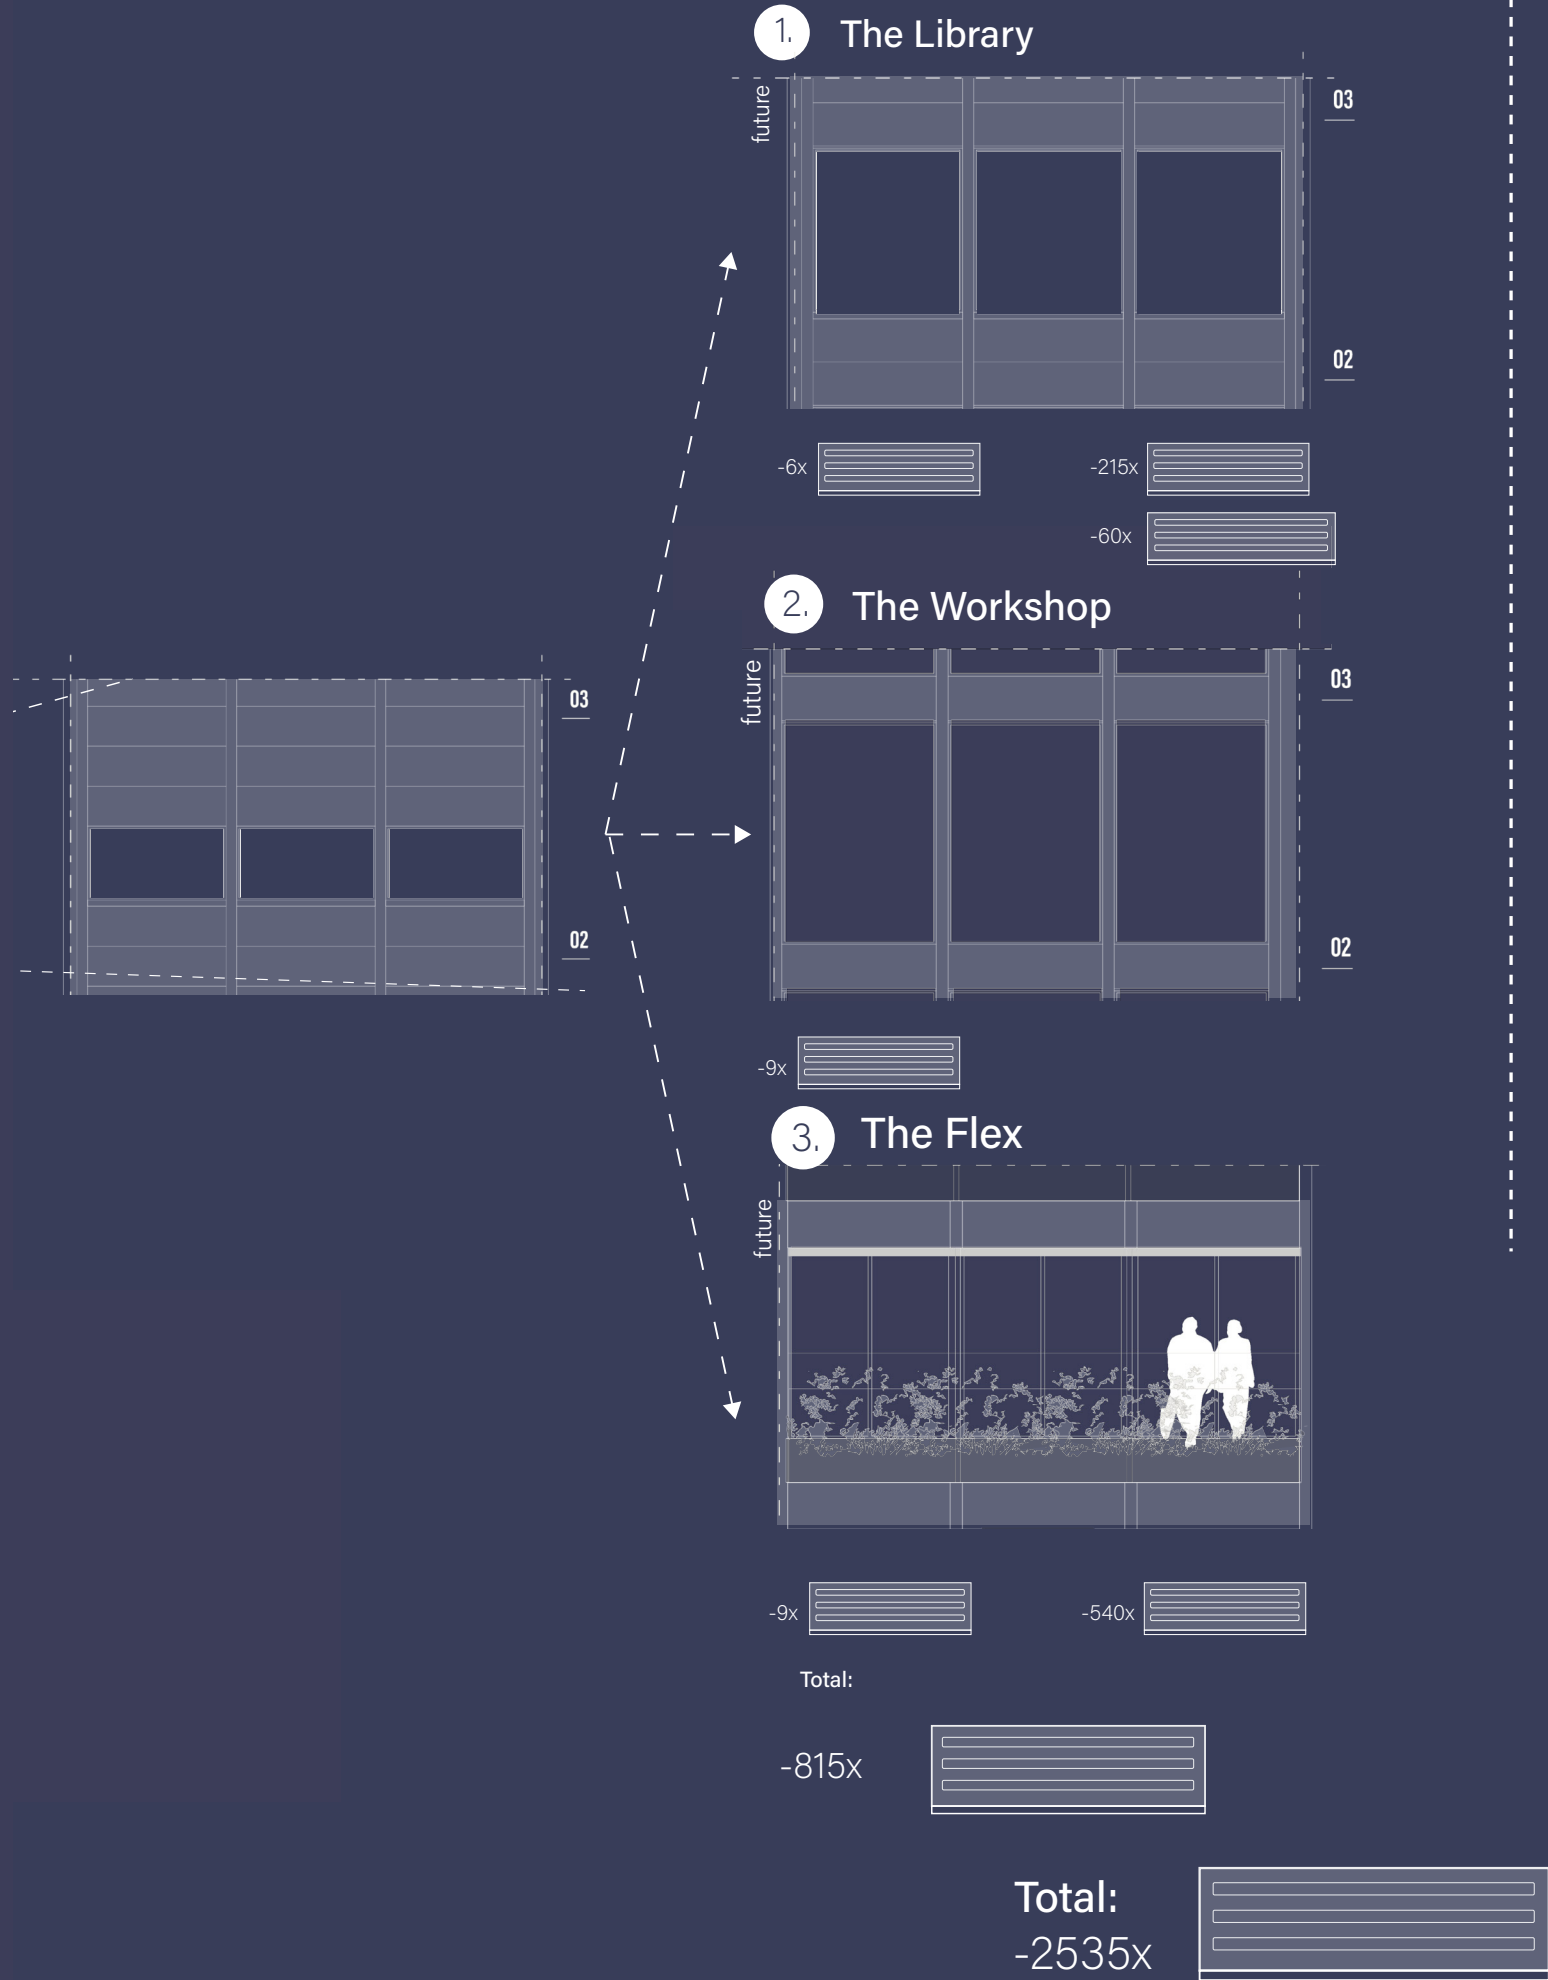 1. The Library
future
03
02
-6x
-215x
-60x
2. The Workshop
future
03
03
02
02
-9x
3. The Flex
future
-9x
-540x
Total:
-815x
Total:
-2535x